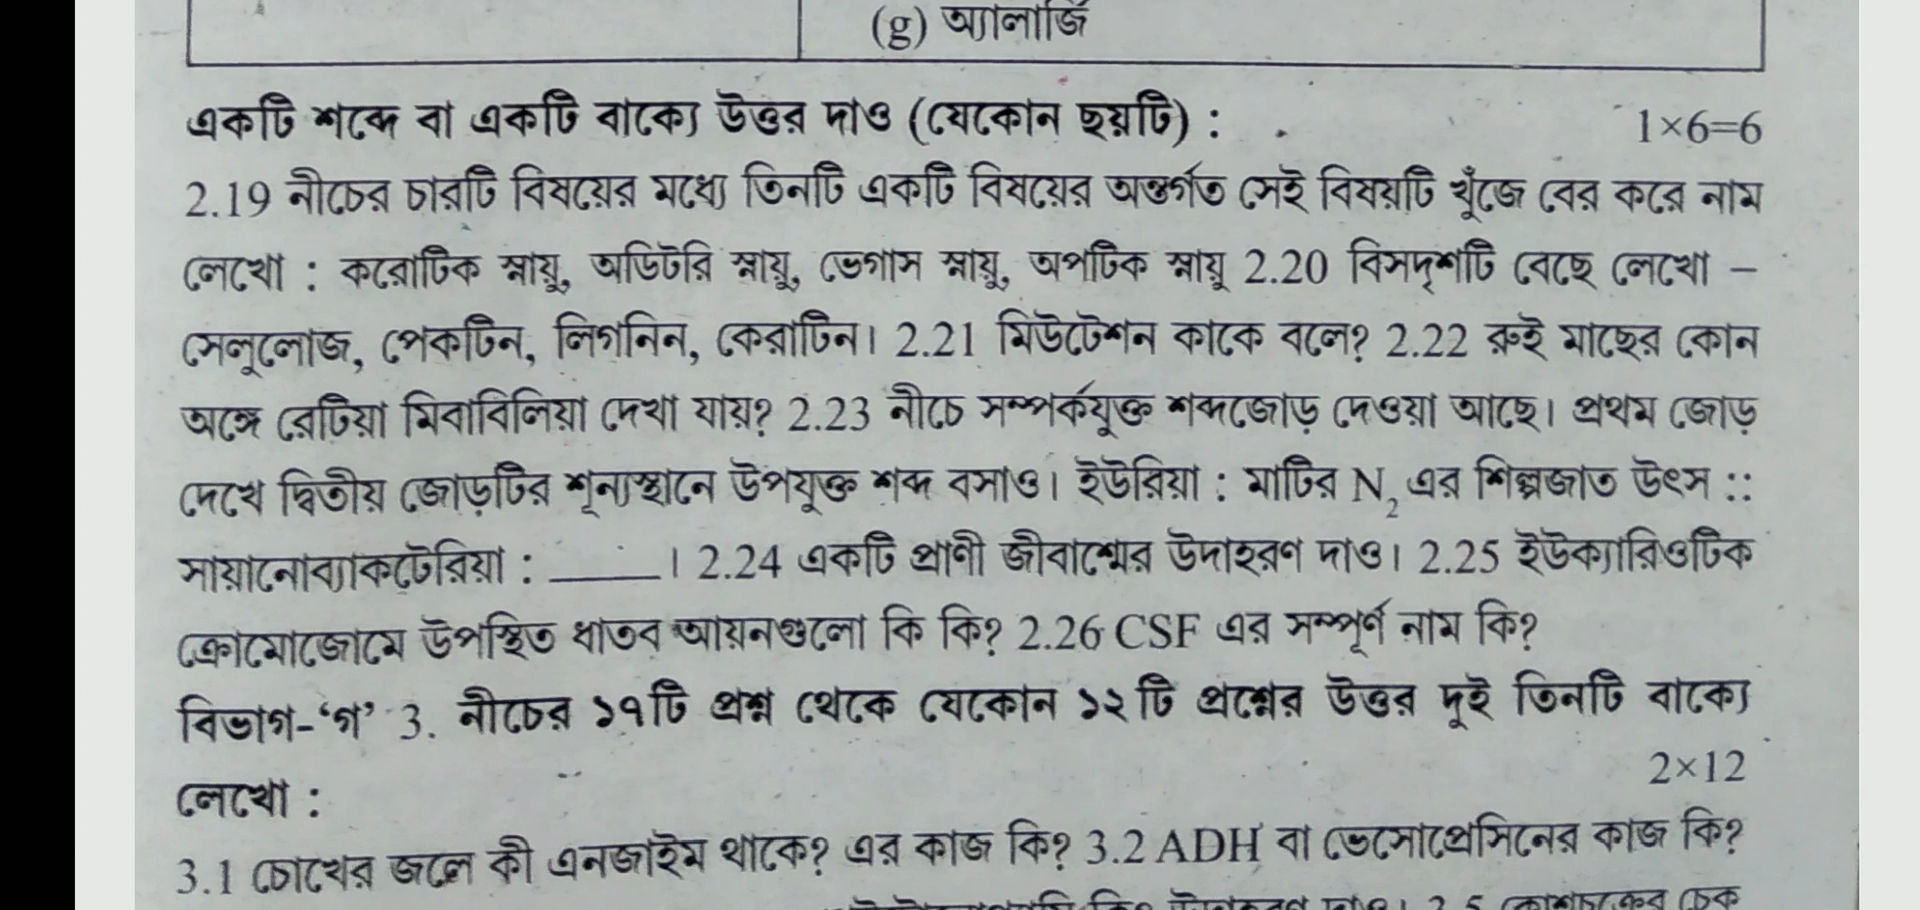 (g) অ্যালার্জি
একটি শব্দে বা একটি বাক্যে উত্তর দাও (যেকোন ছয়টি) : 1×6=6
2.19 নীচের চারটি বিষয়ের মধ্যে তিনটি একটি বিষয়ের অন্তর্গত সেই বিষয়টি খুঁজে বের করে নাম
লেখো : করোটিক স্নায়ু, অডিটরি স্নায়ু, ভেগাস স্নায়ু, অপটিক স্নায়ু 2.20 বিসদৃশটি বেছে লেখো –
সেলুলোজ, পেকটিন, লিগনিন, কেরাটিন। 2.21 মিউটেশন কাকে বলে? 2.22 রুই মাছের কোন
অঙ্গে রেটিয়া মিবাবিলিয়া দেখা যায়? 2.23 নীচে সম্পর্কযুক্ত শব্দজোড় দেওয়া আছে। প্রথম জোড়
দেখে দ্বিতীয় জোড়টির শূন্যস্থানে উপযুক্ত শব্দ বসাও। ইউরিয়া : মাটির N₂ এর শিল্পজাত উৎস ::
সায়ানোব্যাকটেরিয়া : _____। 2.24 একটি প্রাণী জীবাশ্মের উদাহরণ দাও। 2.25 ইউক্যারিওটিক
ক্রোমোজোমে উপস্থিত ধাতব আয়নগুলো কি কি? 2.26 CSF এর সম্পূর্ণ নাম কি?
বিভাগ-‘গ’ 3. নীচের ১৭টি প্রশ্ন থেকে যেকোন ১২টি প্রশ্নের উত্তর দুই তিনটি বাক্যে
লেখো : 2×12
3.1 চোখের জলে কী এনজাইম থাকে? এর কাজ কি? 3.2 ADH বা ভেসোপ্রেসিনের কাজ কি?